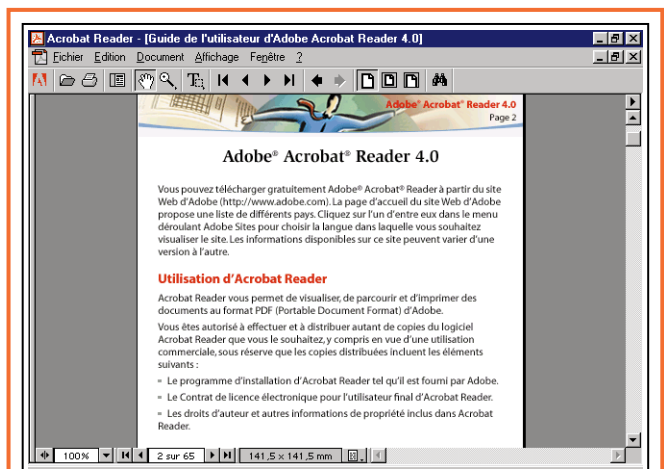 Acrobat Reader - [Guide de l'utilisateur d'Adobe Acrobat Reader 4.0]
Fichier Edition Document Affichage Fenêtre ?
Adobe® Acrobat® Reader 4.0
Page 2
Adobe® Acrobat® Reader 4.0
Vous pouvez télécharger gratuitement Adobe® Acrobat® Reader à partir du site
Web d'Adobe (http://www.adobe.com). La page d'accueil du site Web d'Adobe
propose une liste de différents pays. Cliquez sur l'un d'entre eux dans le menu
déroulant Adobe Sites pour choisir la langue dans laquelle vous souhaitez
visualiser le site. Les informations disponibles sur ce site peuvent varier d'une
version à l'autre.
Utilisation d'Acrobat Reader
Acrobat Reader vous permet de visualiser, de parcourir et d'imprimer des
documents au format PDF (Portable Document Format) d'Adobe.
Vous êtes autorisé à effectuer et à distribuer autant de copies du logiciel
Acrobat Reader que vous le souhaitez, y compris en vue d'une utilisation
commerciale, sous réserve que les copies distribuées incluent les éléments
suivants :
Le programme d'installation d'Acrobat Reader tel qu'il est fourni par Adobe.
Le Contrat de licence électronique pour l'utilisateur final d'Acrobat Reader.
Les droits d'auteur et autres informations de propriété inclus dans Acrobat
Reader.
100% 2 sur 65 141,5 x 141,5 mm